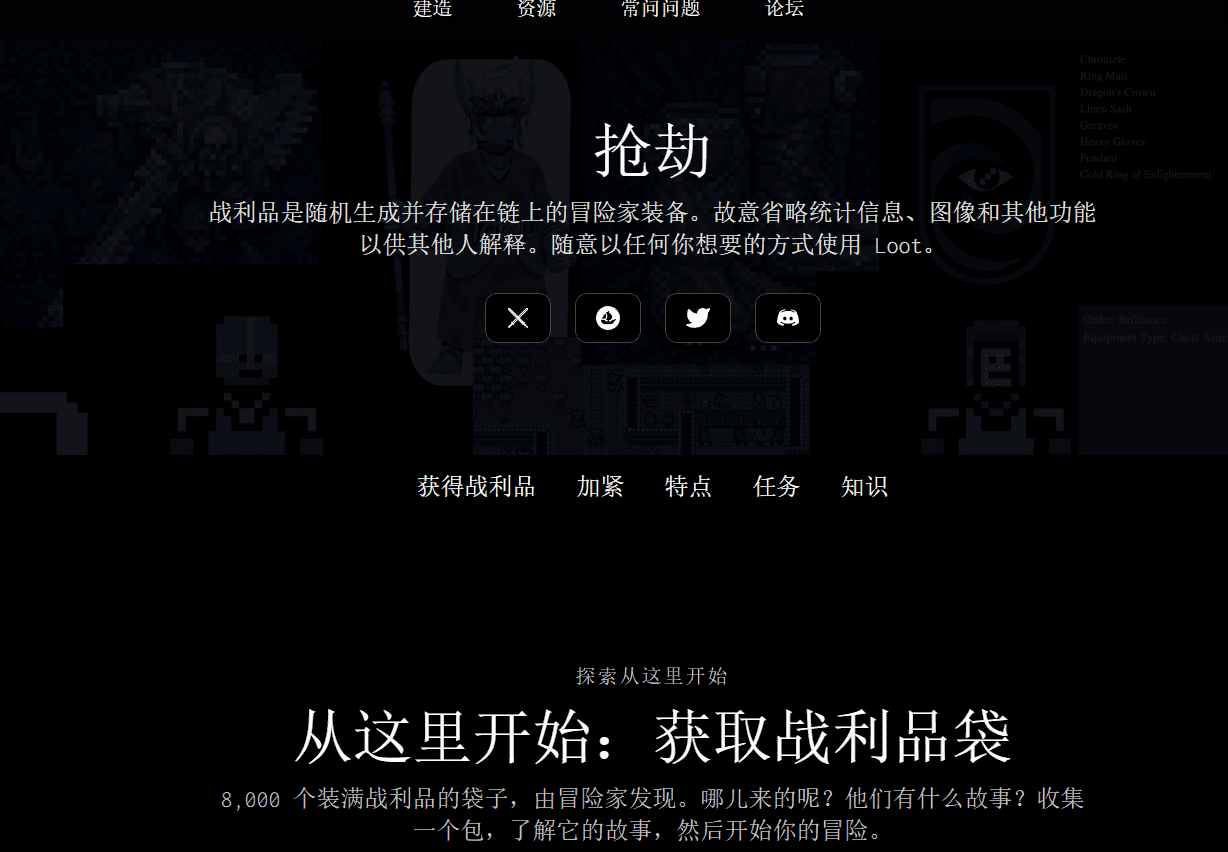 建造 资源 常问问题 论坛
Chronicle
Ring Mail
Dragon's Crown
Linen Sash
Greaves
Heavy Gloves
Pendant
Gold Ring of Enlightenment
抢劫
战利品是随机生成并存储在链上的冒险家装备。故意省略统计信息、图像和其他功能
以供其他人解释。随意以任何你想要的方式使用 Loot。
Order: Brilliance
Equipment Type: Chest Armo
获得战利品 加紧 特点 任务 知识
探索从这里开始
从这里开始：获取战利品袋
8,000 个装满战利品的袋子，由冒险家发现。哪儿来的呢？他们有什么故事？收集
一个包，了解它的故事，然后开始你的冒险。